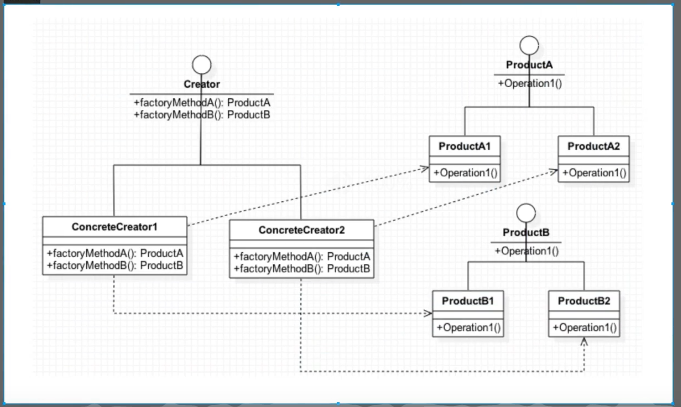 Creator
+factoryMethodA(): ProductA
+factoryMethodB(): ProductB
ProductA
+Operation1()
ProductA1
+Operation1()
ProductA2
+Operation1()
ConcreteCreator1
+factoryMethodA(): ProductA
+factoryMethodB(): ProductB
ConcreteCreator2
+factoryMethodA(): ProductA
+factoryMethodB(): ProductB
ProductB
+Operation1()
ProductB1
+Operation1()
ProductB2
+Operation1()